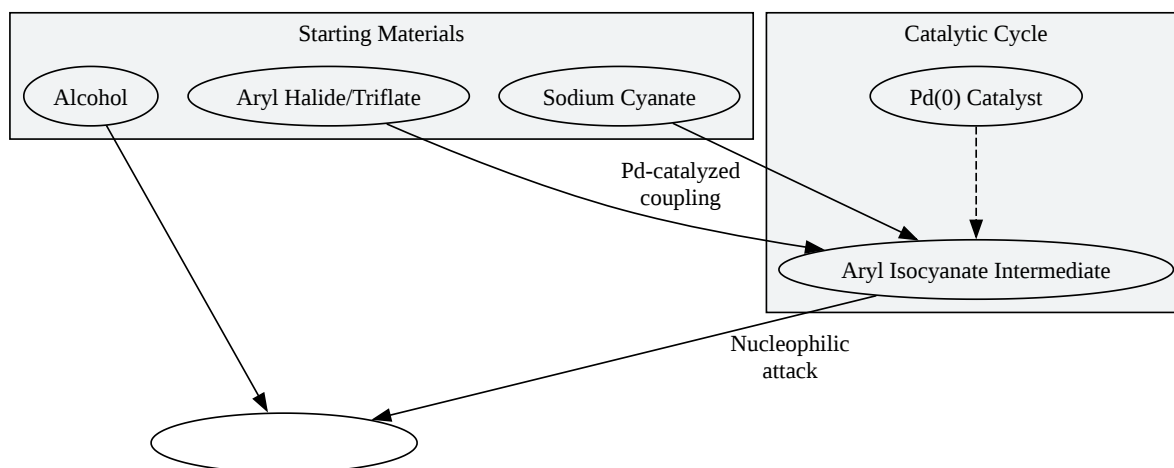 Starting Materials
Catalytic Cycle
Alcohol
Aryl Halide/Triflate
Sodium Cyanate
Pd(0) Catalyst
Pd-catalyzed
coupling
Aryl Isocyanate Intermediate
Nucleophilic
attack